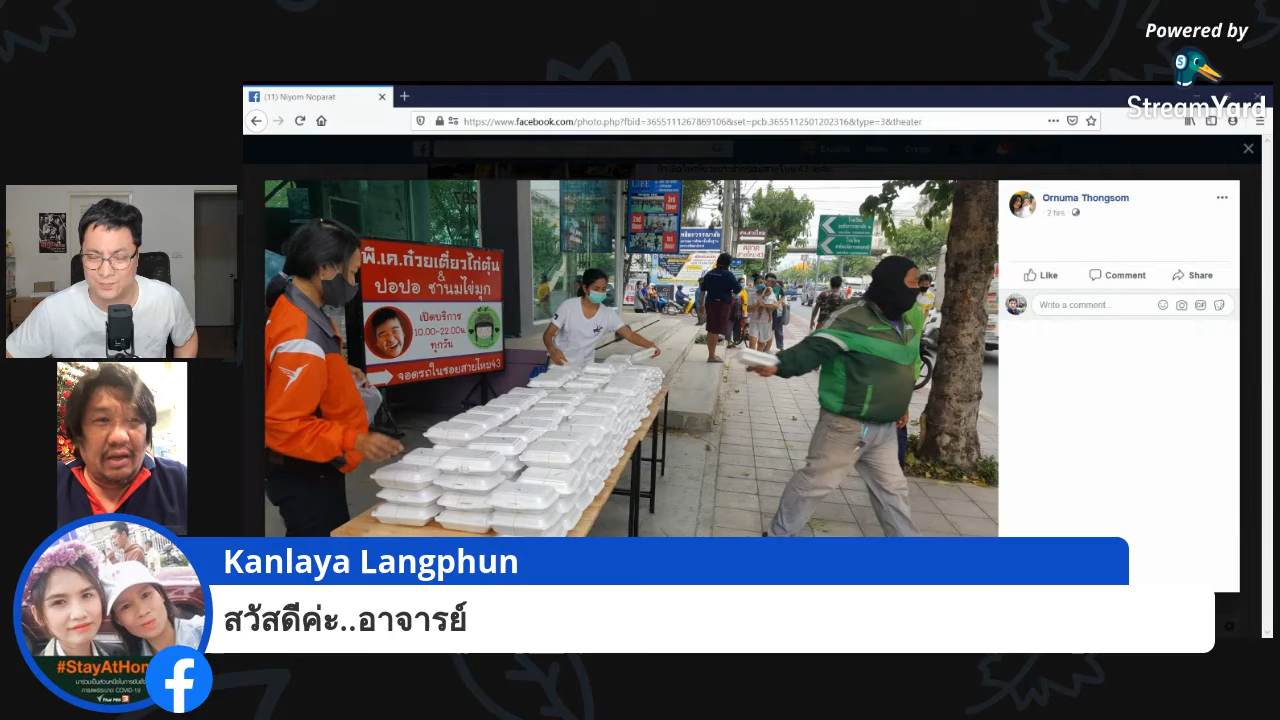 Powered by
StreamYard
(11) Niyom Noparat
https://www.facebook.com/photo.php?fbid=3655111267869106&set=pcb.3655112501202316&type=3&theater
Ornuma Thongsom
2 hrs
Like
Comment
Share
Write a comment...
พี.เค.ก๋วยเตี๋ยวไก่ตุ๋น
&
ปอปอ ชานมไข่มุก
เปิดบริการ
10.00-22.00น.
ทุกวัน
จอดรถในซอยสายไหม43
Kanlaya Langphun
สวัสดีค่ะ..อาจารย์
#StayAtHom